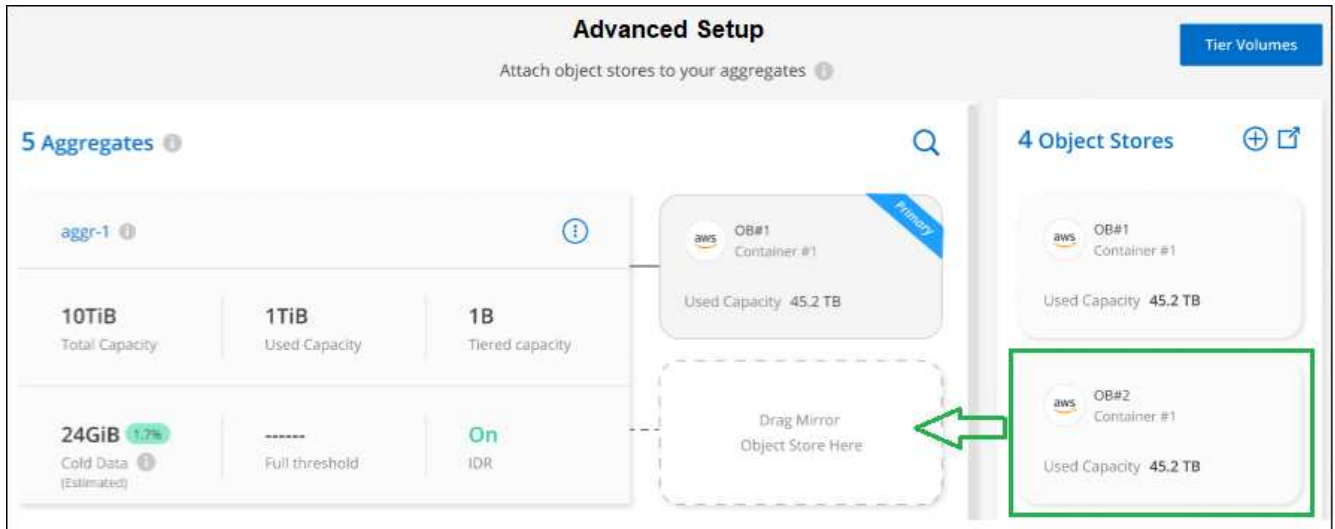 Advanced Setup
Tier Volumes
Attach object stores to your aggregates
5 Aggregates
4 Object Stores
aggr-1
aws OB#1
Container #1
Primary
Used Capacity 45.2 TB
10TiB
Total Capacity
1TiB
Used Capacity
1B
Tiered capacity
24GiB 1.7%
Cold Data
(Estimated)
------
Full threshold
On
IDR
Drag Mirror
Object Store Here
aws OB#1
Container #1
Used Capacity 45.2 TB
aws OB#2
Container #1
Used Capacity 45.2 TB